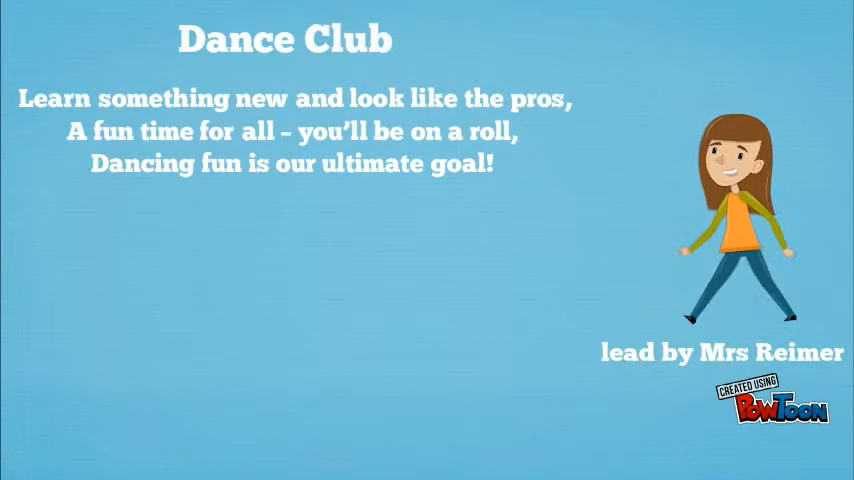 Dance Club
Learn something new and look like the pros,
A fun time for all – you'll be on a roll,
Dancing fun is our ultimate goal!
lead by Mrs Reimer
CREATED USING
POWTOON